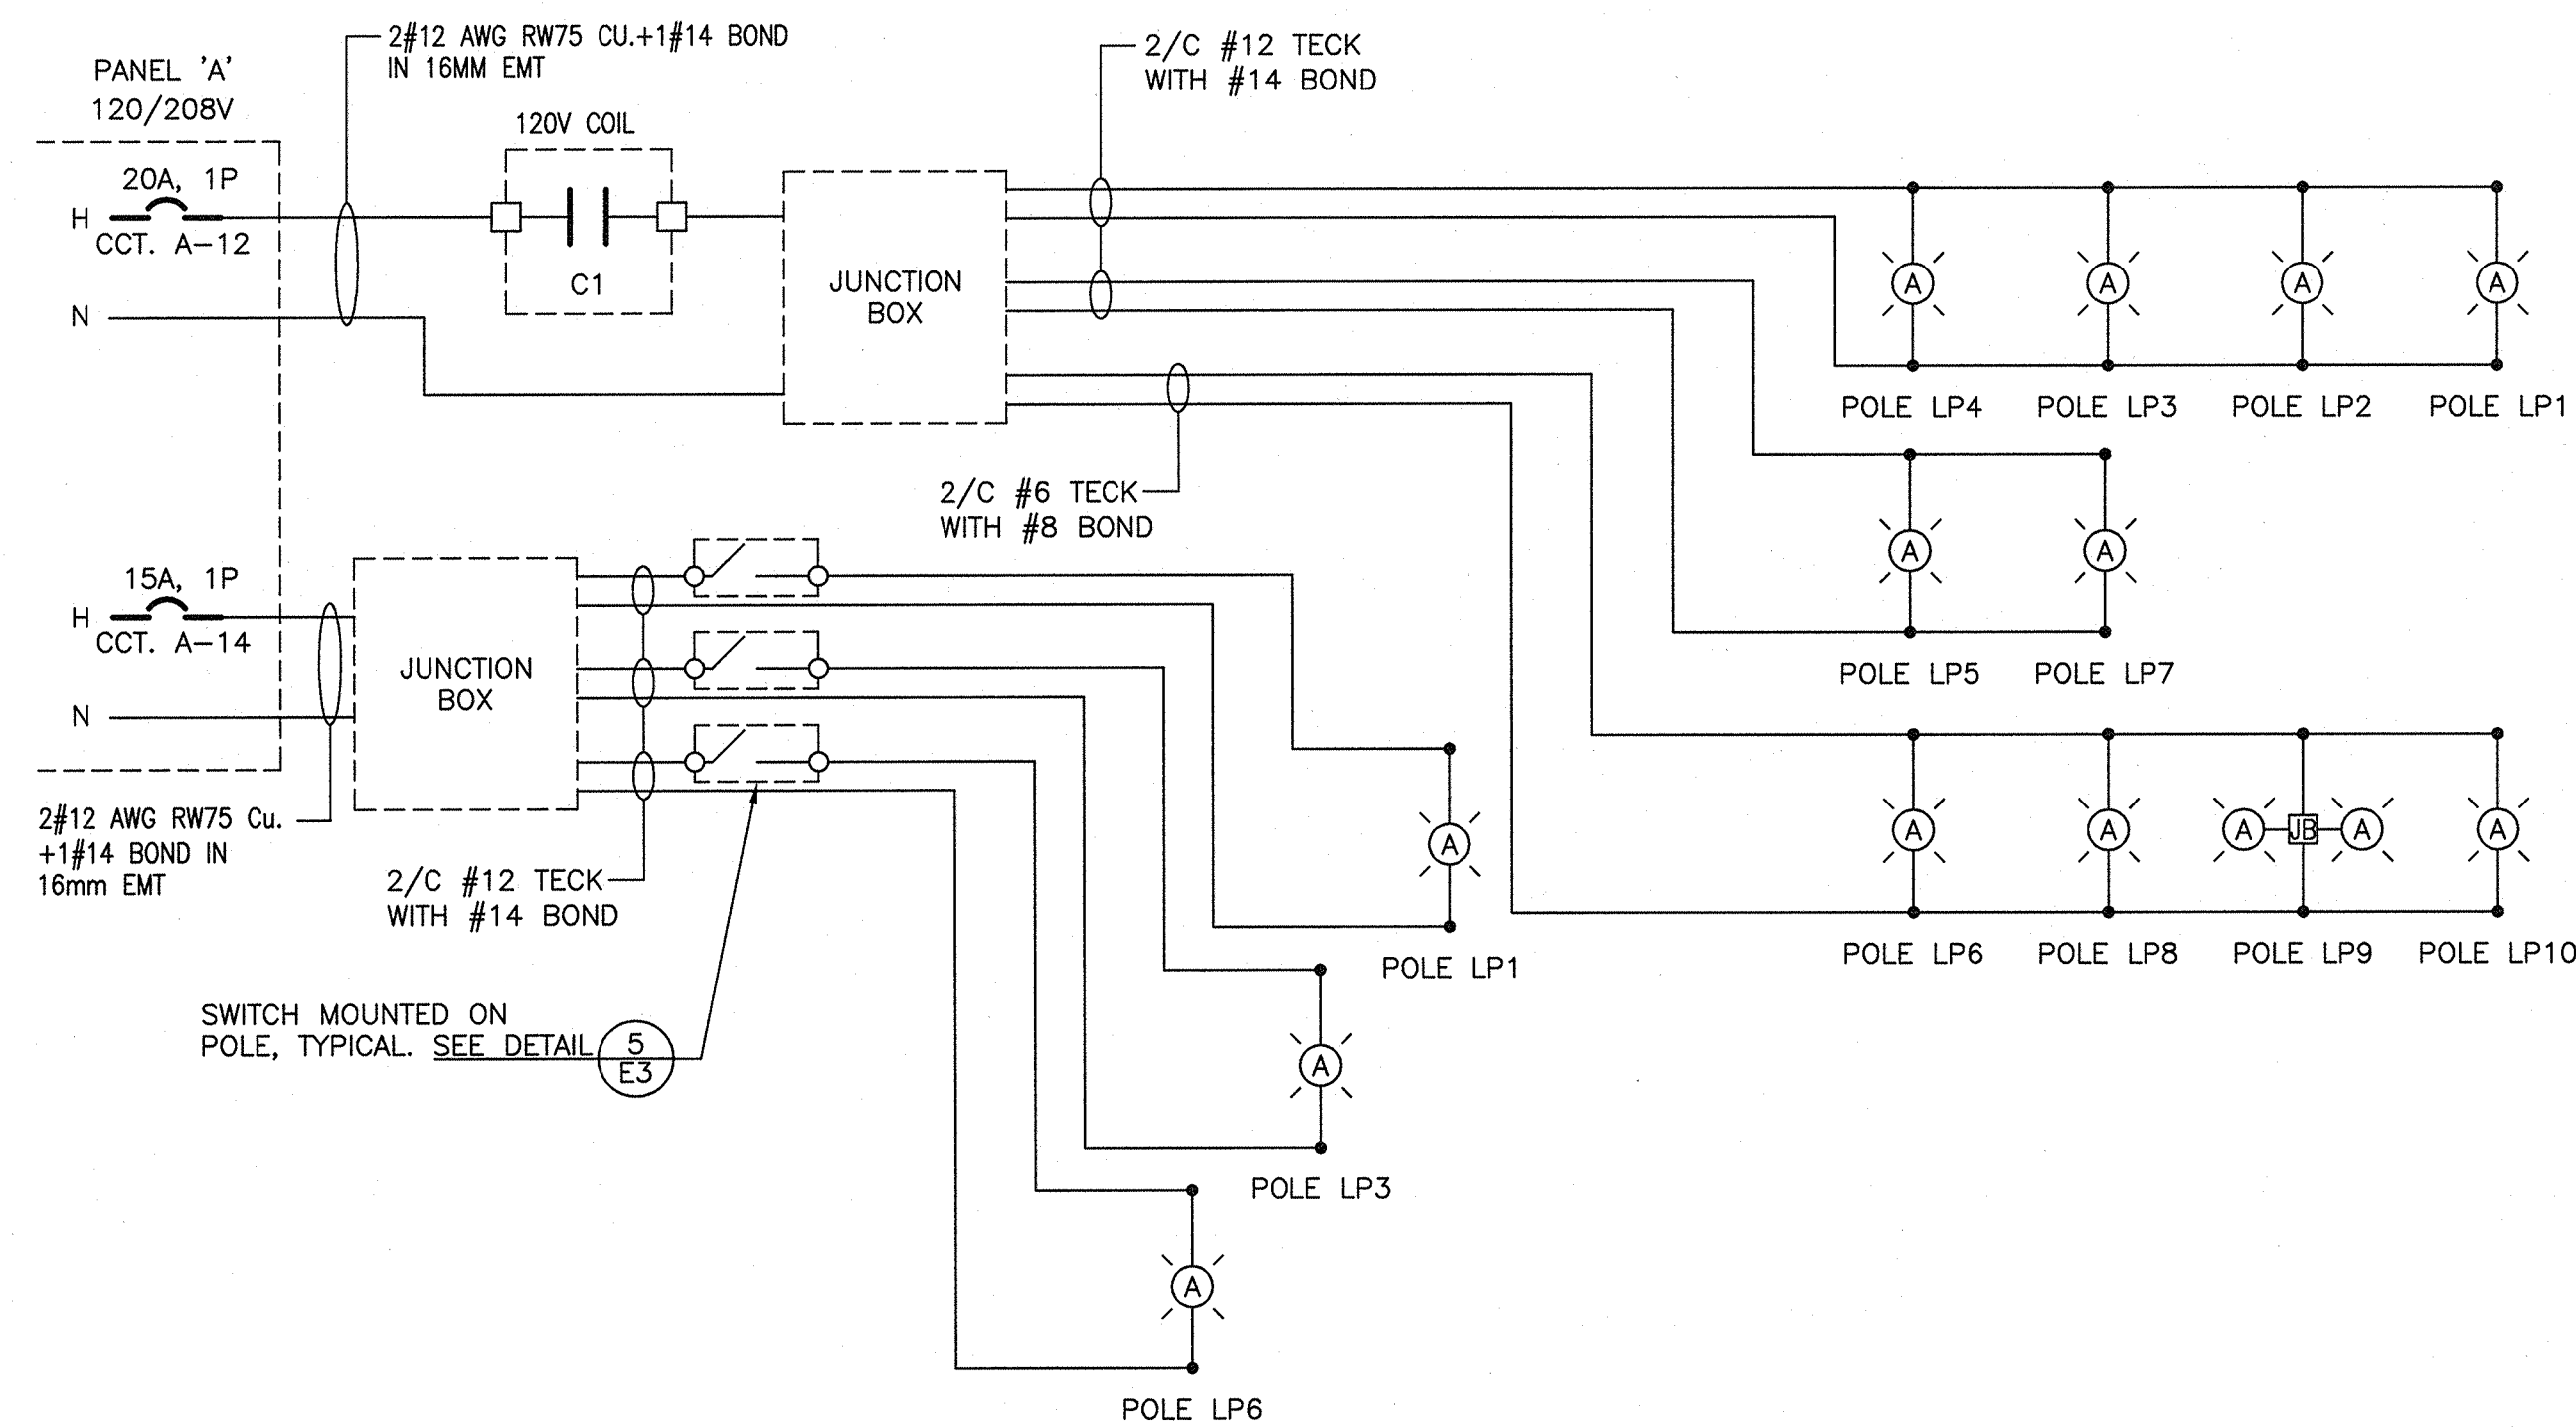 2#12 AWG RW75 CU.+1#14 BOND
IN 16MM EMT
2/C #12 TECK
WITH #14 BOND
PANEL 'A'
120/208V
120V COIL
20A, 1P
H
CCT. A-12
N
C1
JUNCTION
BOX
A
A
A
A
POLE LP4
POLE LP3
POLE LP2
POLE LP1
2/C #6 TECK
WITH #8 BOND
A
A
POLE LP5
POLE LP7
15A, 1P
H
CCT. A-14
N
JUNCTION
BOX
2#12 AWG RW75 Cu.
+1#14 BOND IN
16mm EMT
2/C #12 TECK
WITH #14 BOND
A
A
A
JB
A
A
POLE LP6
POLE LP8
POLE LP9
POLE LP10
A
POLE LP1
SWITCH MOUNTED ON
POLE, TYPICAL. SEE DETAIL
5
E3
A
POLE LP3
A
POLE LP6